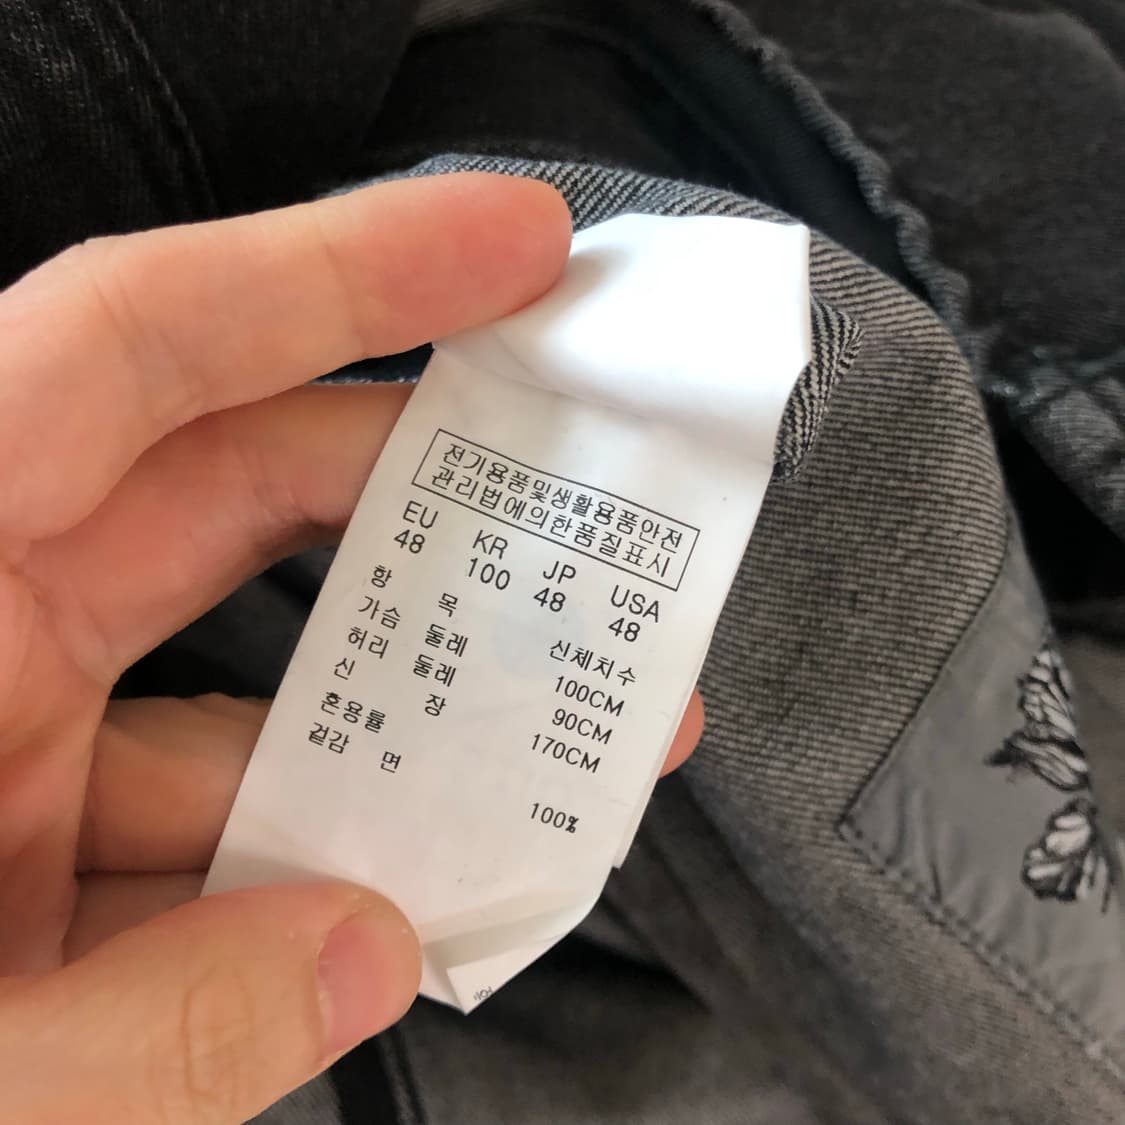 전기용품및생활용품안전
관리법에의한품질표시
EU KR JP USA
48 100 48 48
항 목 신체치수
가슴 둘레 100CM
허리 둘레 90CM
신 장 170CM
혼용률
겉감 면 100%